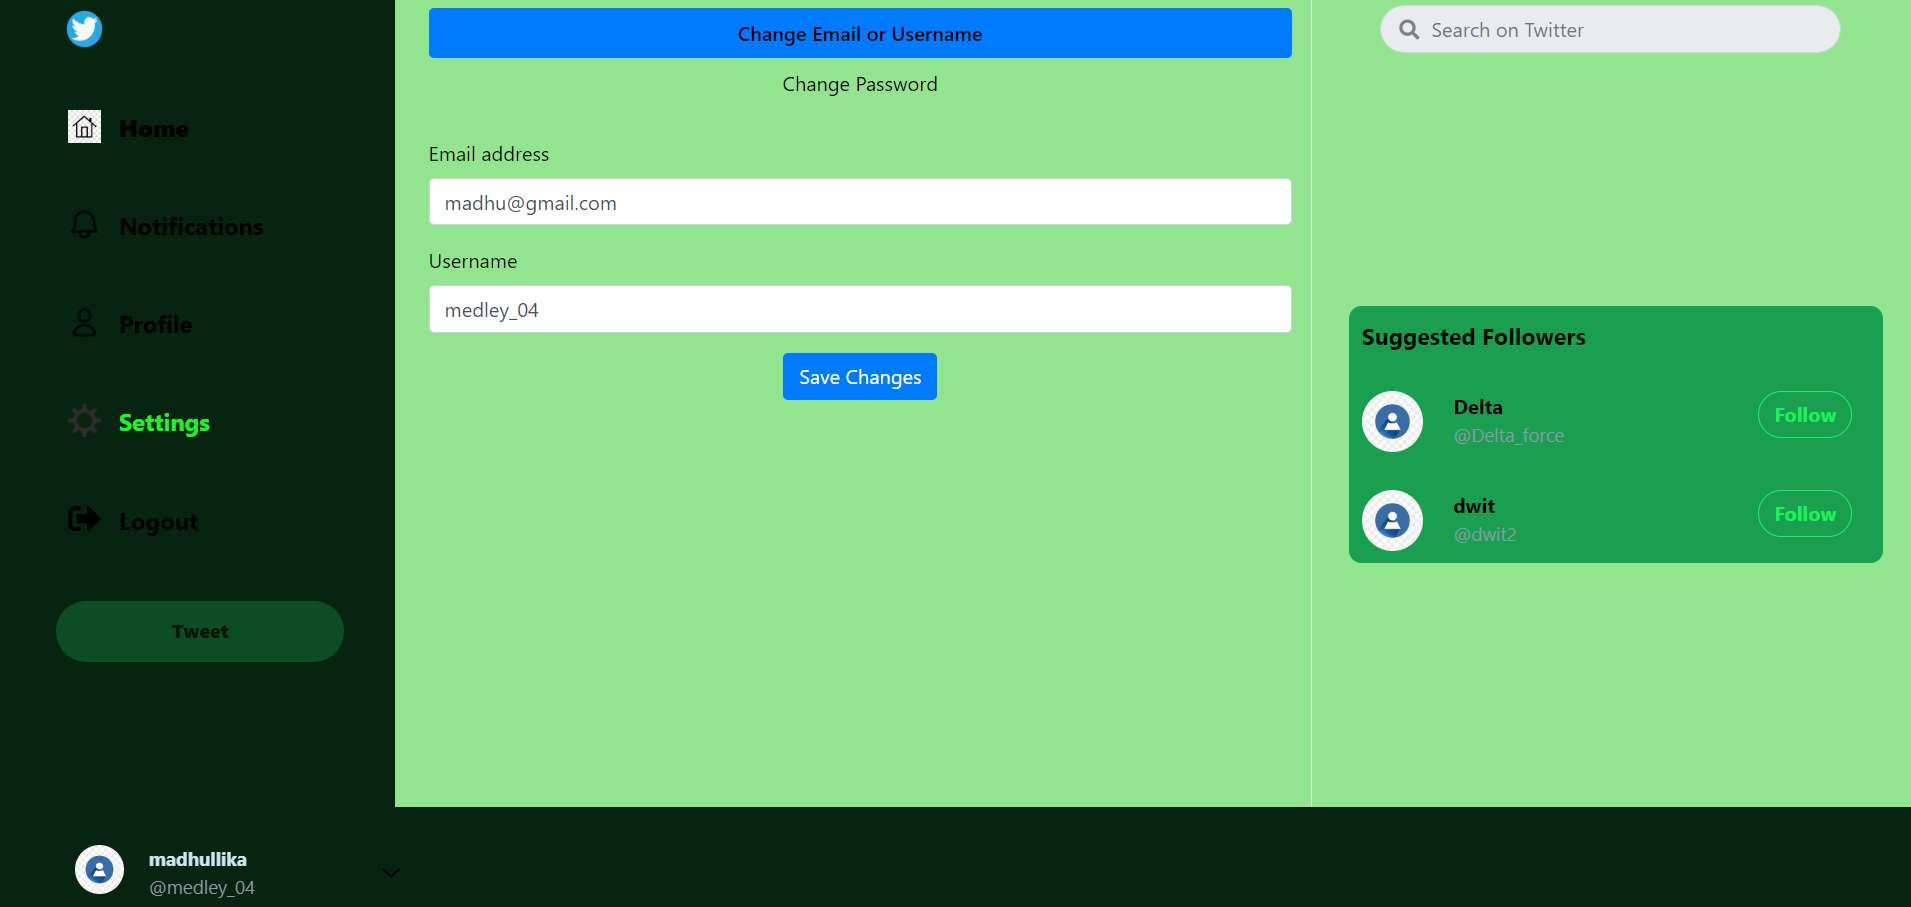 Home
Notifications
Profile
Settings
Logout
Tweet
madhullika
@medley_04
Change Email or Username
Change Password
Email address
madhu@gmail.com
Username
medley_04
Save Changes
Search on Twitter
Suggested Followers
Delta
@Delta_force
Follow
dwit
@dwit2
Follow